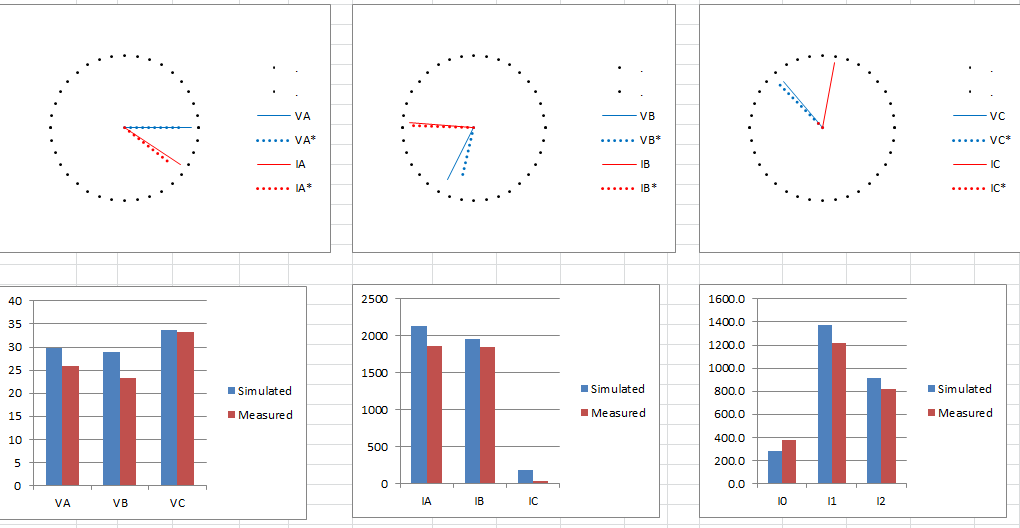 VA
VA*
IA
IA*
VB
VB*
IB
IB*
VC
VC*
IC
IC*
40
35
30
25
20
15
10
5
0
VA VB VC
Simulated
Measured
2500
2000
1500
1000
500
0
IA IB IC
Simulated
Measured
1600.0
1400.0
1200.0
1000.0
800.0
600.0
400.0
200.0
0.0
I0 I1 I2
Simulated
Measured